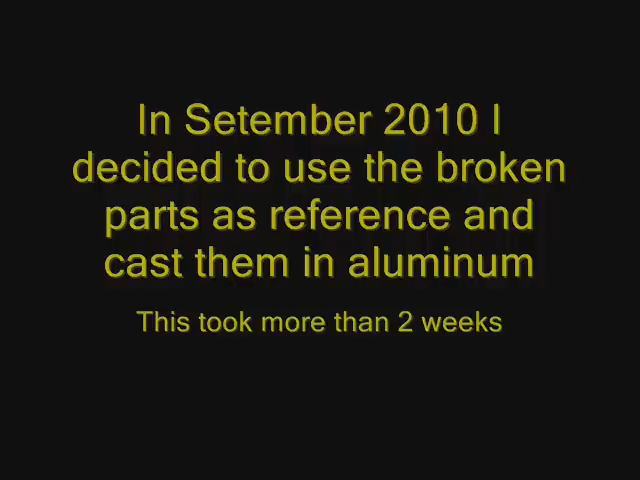 In Setember 2010 I
decided to use the broken
parts as reference and
cast them in aluminum
This took more than 2 weeks